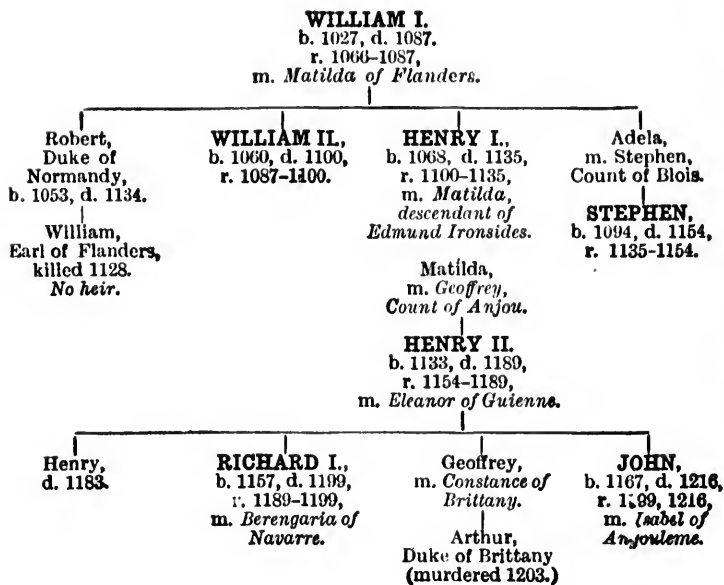 WILLIAM I.
b. 1027, d. 1087.
r. 1066–1087,
m. Matilda of Flanders.
Robert,
Duke of
Normandy,
b. 1053, d. 1134.
William,
Earl of Flanders,
killed 1128.
No heir.
WILLIAM II.,
b. 1060, d. 1100,
r. 1087–1100.
HENRY I.,
b. 1068, d. 1135,
r. 1100–1135,
m. Matilda,
descendant of
Edmund Ironsides.
Adela,
m. Stephen,
Count of Blois.
STEPHEN,
b. 1094, d. 1154,
r. 1135–1154.
Matilda,
m. Geoffrey,
Count of Anjou.
HENRY II.
b. 1133, d. 1189,
r. 1154–1189,
m. Eleanor of Guienne.
Henry,
d. 1183.
RICHARD I.,
b. 1157, d. 1199,
r. 1189–1199,
m. Berengaria of
Navarre.
Geoffrey,
m. Constance of
Brittany.
Arthur,
Duke of Brittany
(murdered 1203.)
JOHN,
b. 1167, d. 1216,
r. 1199, 1216,
m. Isabel of
Anjouleme.